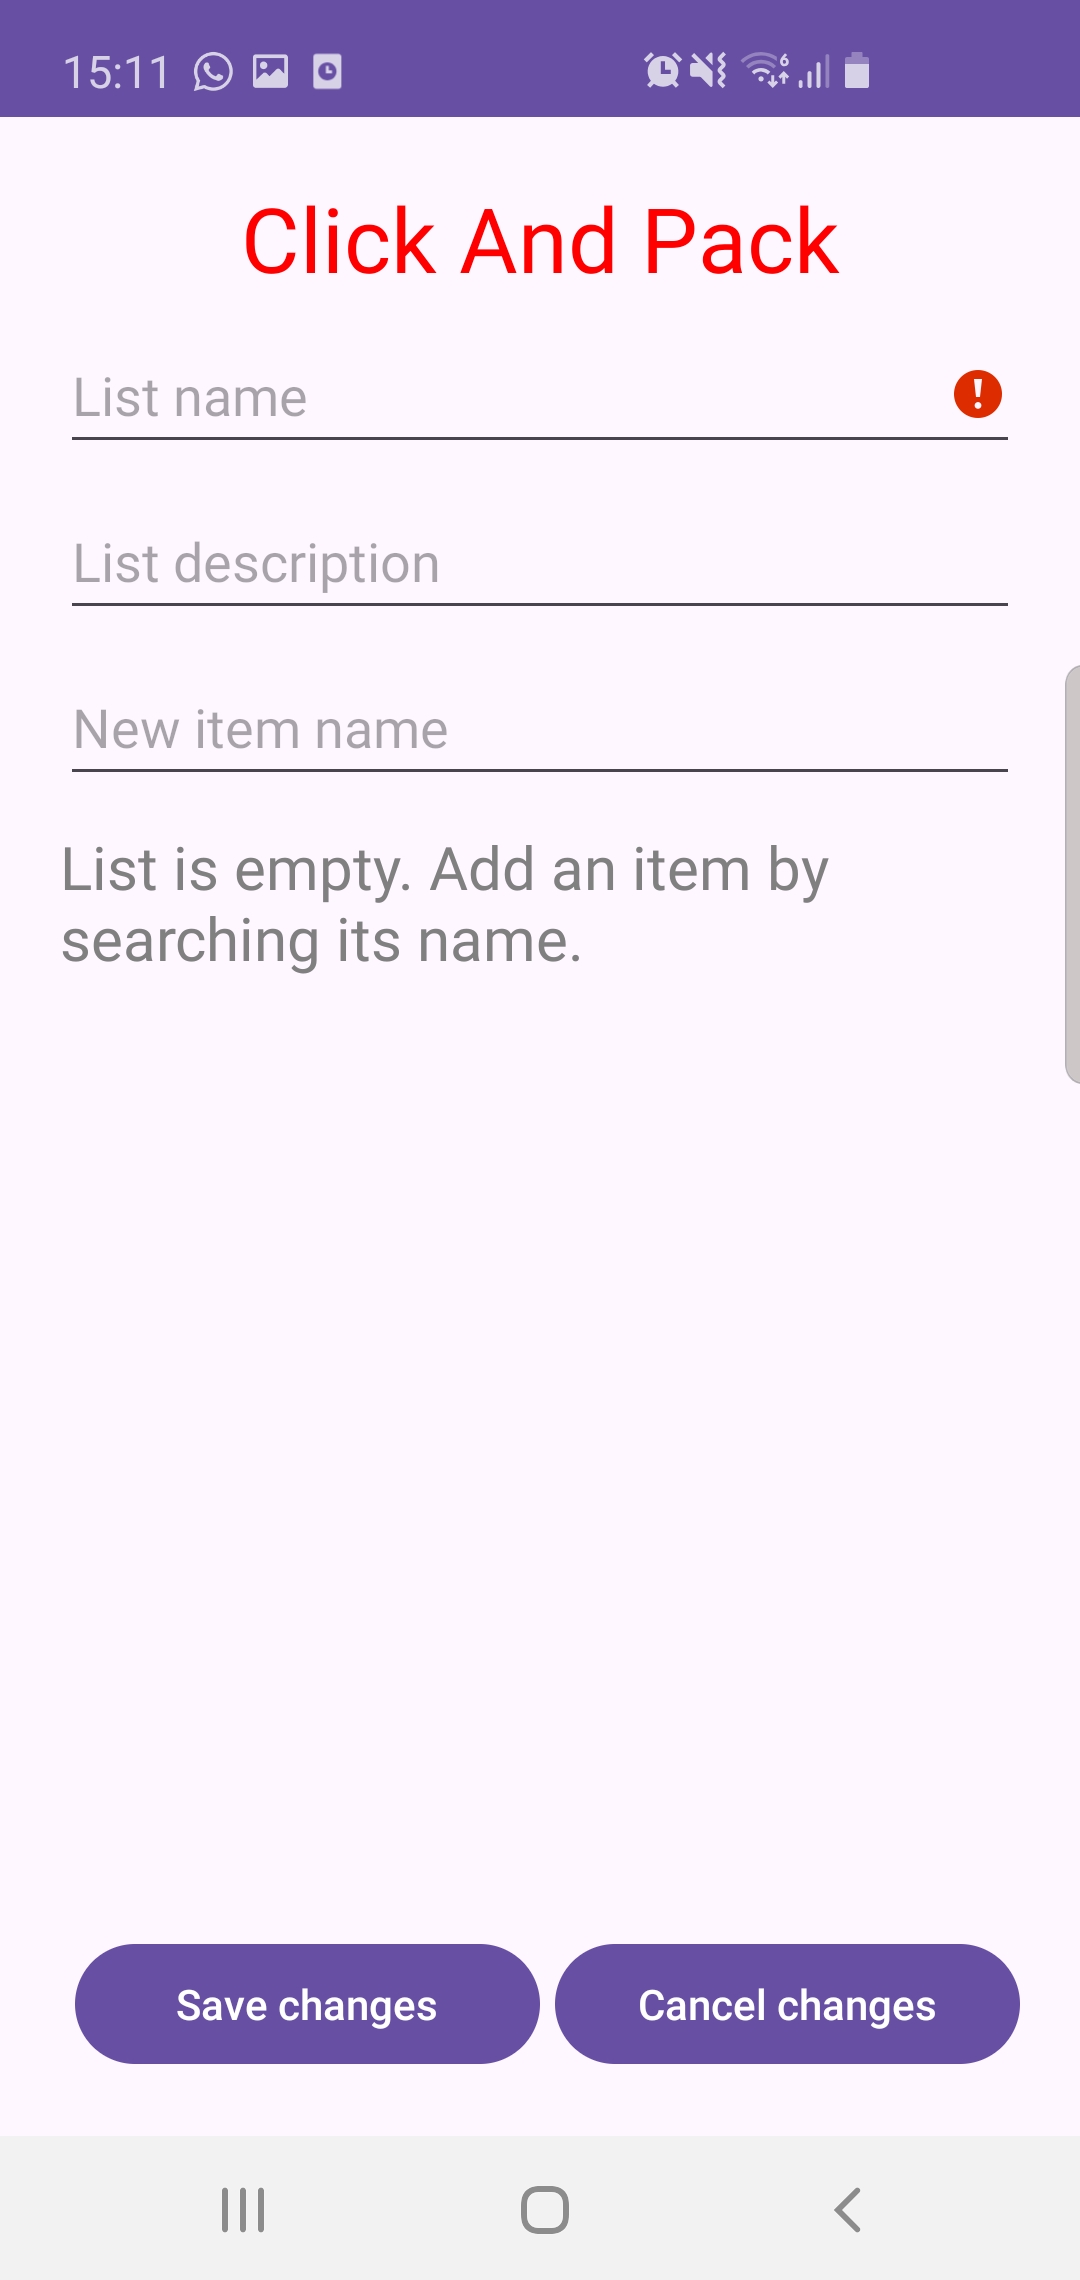 15:11
6
Click And Pack
List name
List description
New item name
List is empty. Add an item by
searching its name.
Save changes
Cancel changes